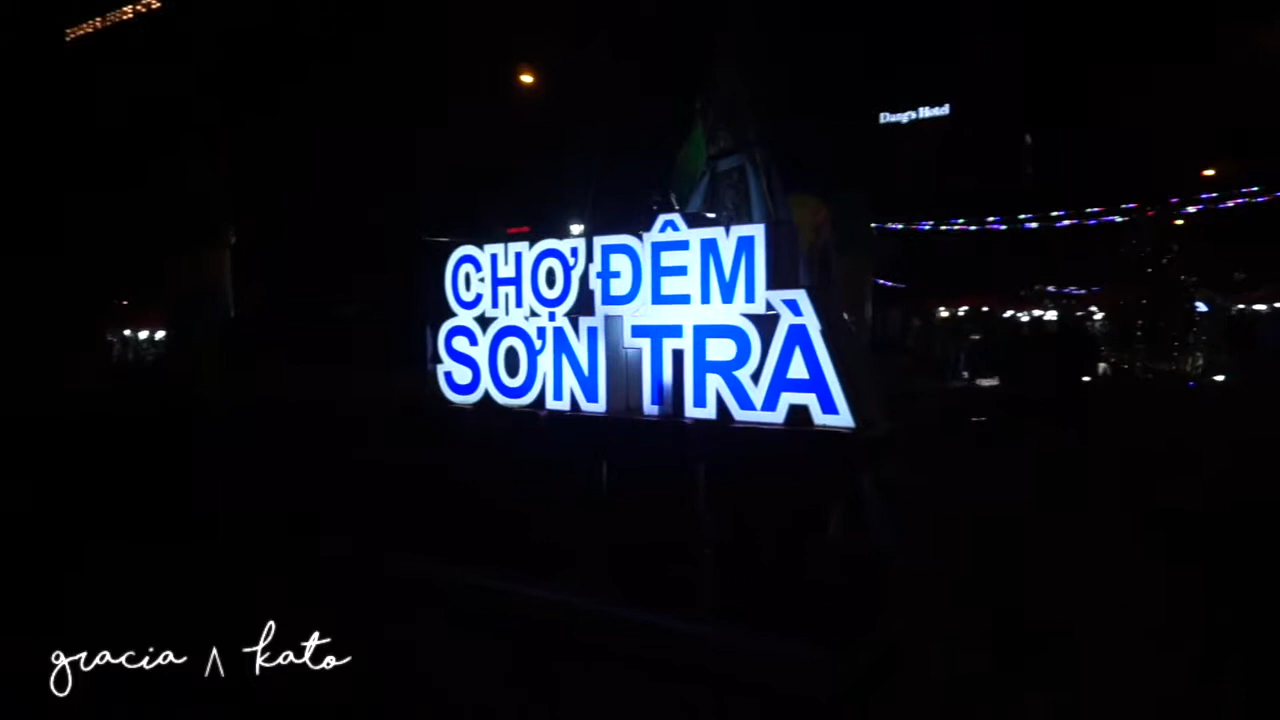 Dang's Hotel
CHỢ ĐÊM
SƠN TRÀ
gracia ∧ kato